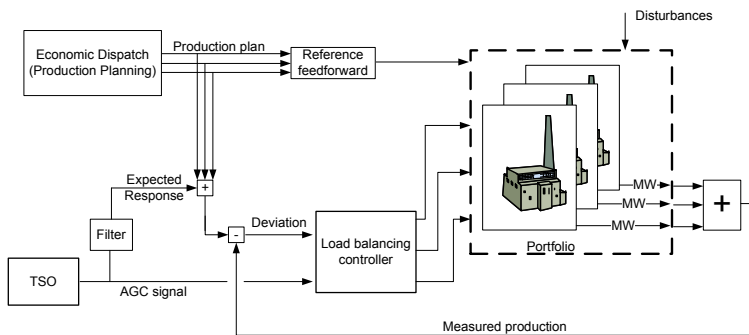 Disturbances
Economic Dispatch
(Production Planning)
Production plan
Reference
feedforward
Expected
Response
+
Filter
Deviation
-
Load balancing
controller
TSO
AGC signal
MW
MW
MW
+
Portfolio
Measured production